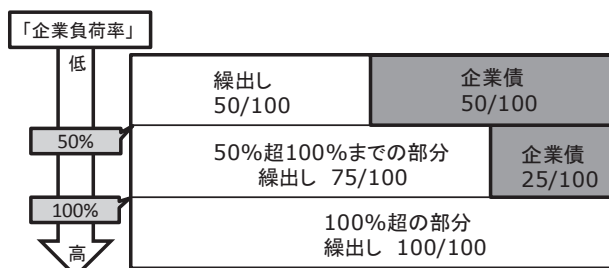 「企業負荷率」
低
繰出し
50/100
企業債
50/100
50%
50%超100%までの部分
繰出し 75/100
企業債
25/100
100%
100%超の部分
繰出し 100/100
高